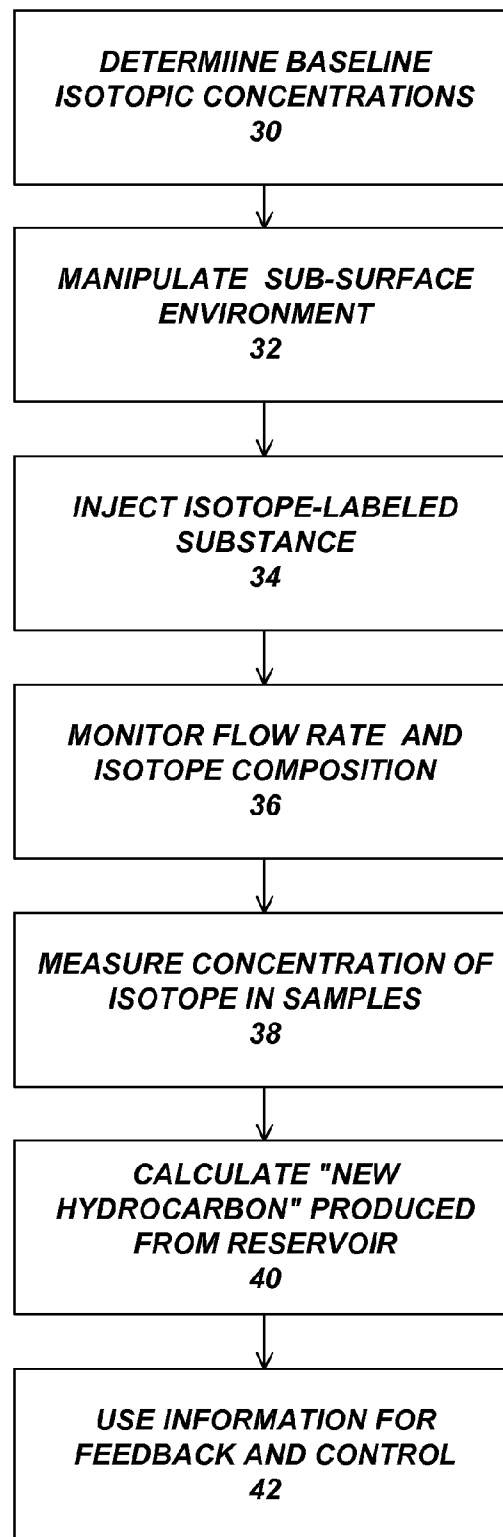 DETERMIINE BASELINE
ISOTOPIC CONCENTRATIONS
30
MANIPULATE SUB-SURFACE
ENVIRONMENT
32
INJECT ISOTOPE-LABELED
SUBSTANCE
34
MONITOR FLOW RATE AND
ISOTOPE COMPOSITION
36
MEASURE CONCENTRATION OF
ISOTOPE IN SAMPLES
38
CALCULATE "NEW
HYDROCARBON" PRODUCED
FROM RESERVOIR
40
USE INFORMATION FOR
FEEDBACK AND CONTROL
42